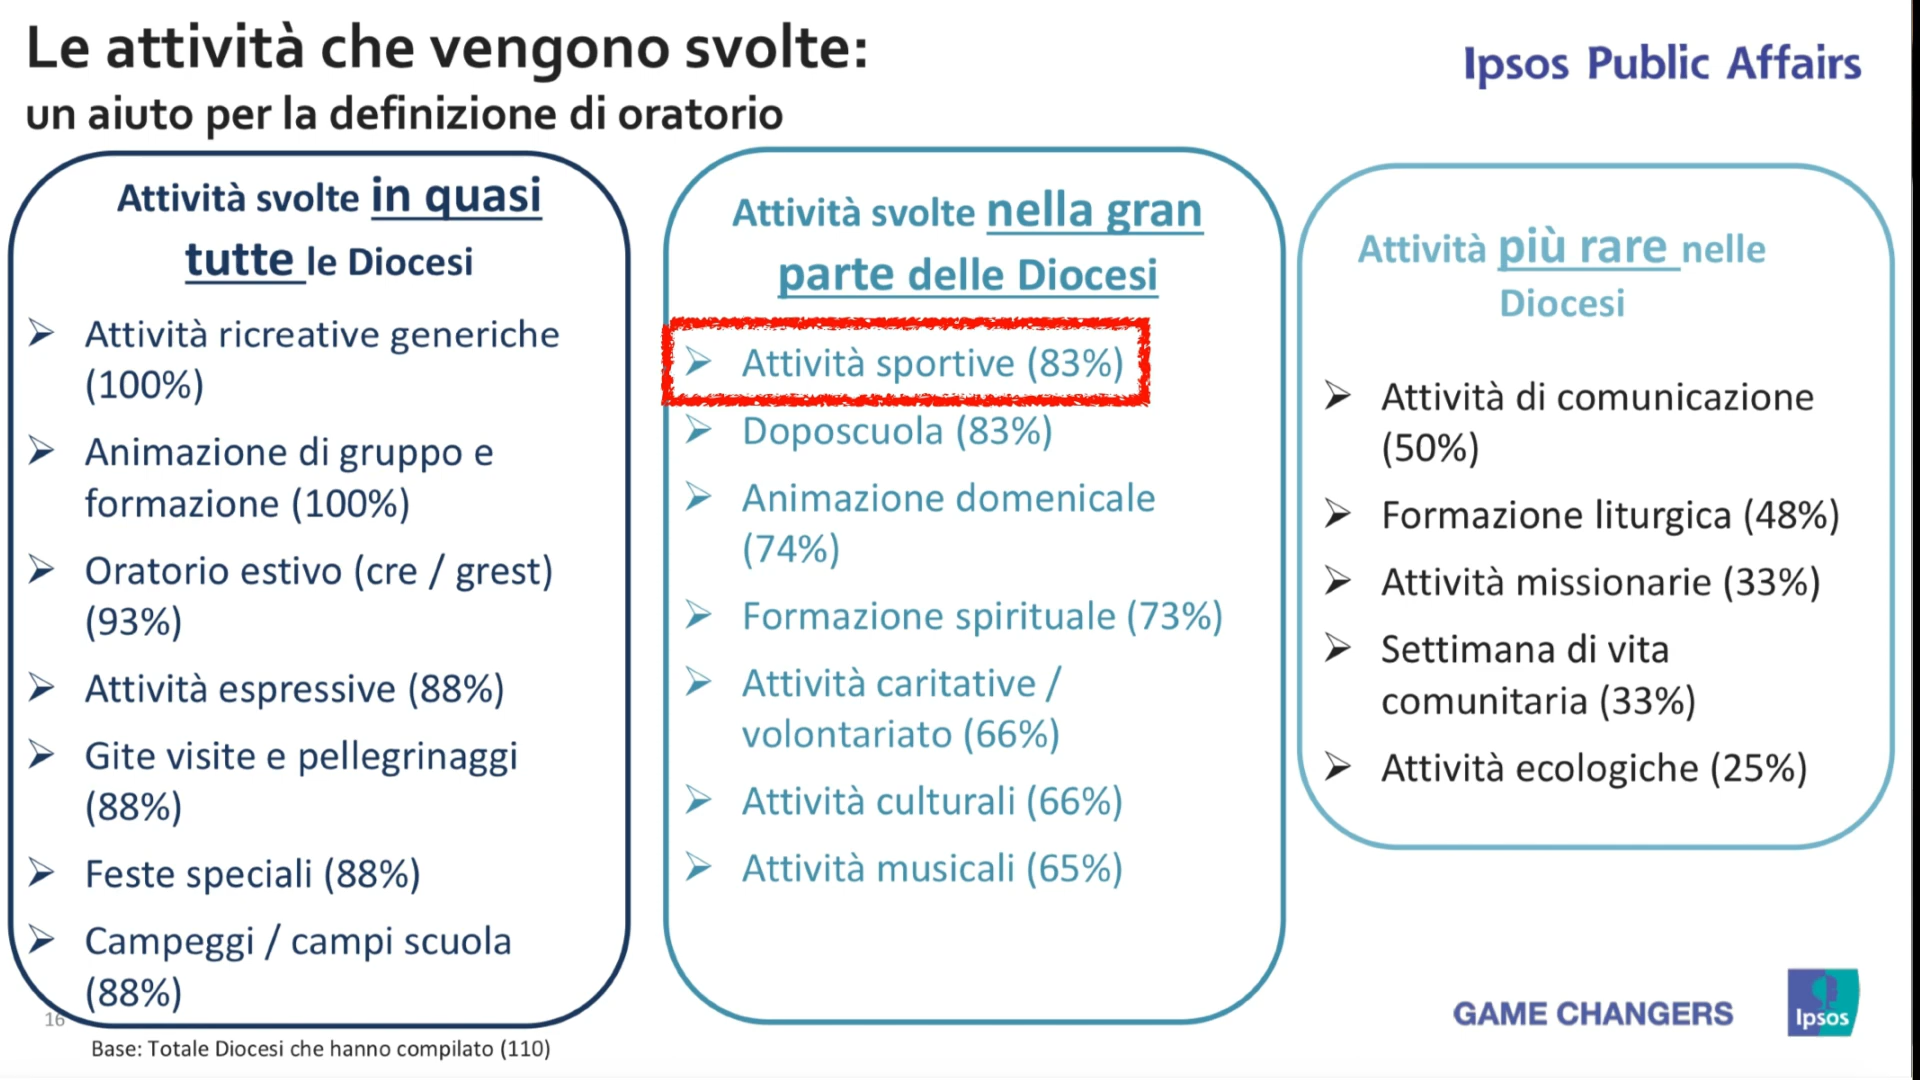 Le attività che vengono svolte:
un aiuto per la definizione di oratorio
Ipsos Public Affairs
Attività svolte in quasi
tutte le Diocesi
➢ Attività ricreative generiche
(100%)
➢ Animazione di gruppo e
formazione (100%)
➢ Oratorio estivo (cre / grest)
(93%)
➢ Attività espressive (88%)
➢ Gite visite e pellegrinaggi
(88%)
➢ Feste speciali (88%)
➢ Campeggi / campi scuola
(88%)
Attività svolte nella gran
parte delle Diocesi
➢ Attività sportive (83%)
➢ Doposcuola (83%)
➢ Animazione domenicale
(74%)
➢ Formazione spirituale (73%)
➢ Attività caritative /
volontariato (66%)
➢ Attività culturali (66%)
➢ Attività musicali (65%)
Attività più rare nelle
Diocesi
➢ Attività di comunicazione
(50%)
➢ Formazione liturgica (48%)
➢ Attività missionarie (33%)
➢ Settimana di vita
comunitaria (33%)
➢ Attività ecologiche (25%)
16
Base: Totale Diocesi che hanno compilato (110)
GAME CHANGERS
Ipsos